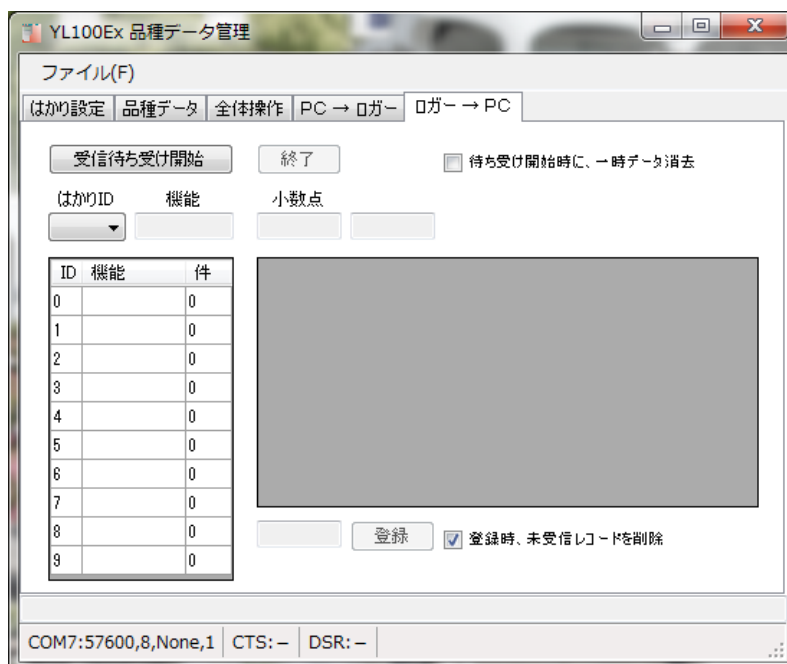 YL100Ex 品種データ管理
ファイル(F)
はかり設定 品種データ 全体操作 PC → ロガー ロガー → PC
受信待ち受け開始 終了 待ち受け開始時に、一時データ消去
はかりID 機能 小数点
ID 機能 件
0 0
1 0
2 0
3 0
4 0
5 0
6 0
7 0
8 0
9 0
登録 登録時、未受信レコードを削除
COM7:57600,8,None,1 CTS:− DSR:−